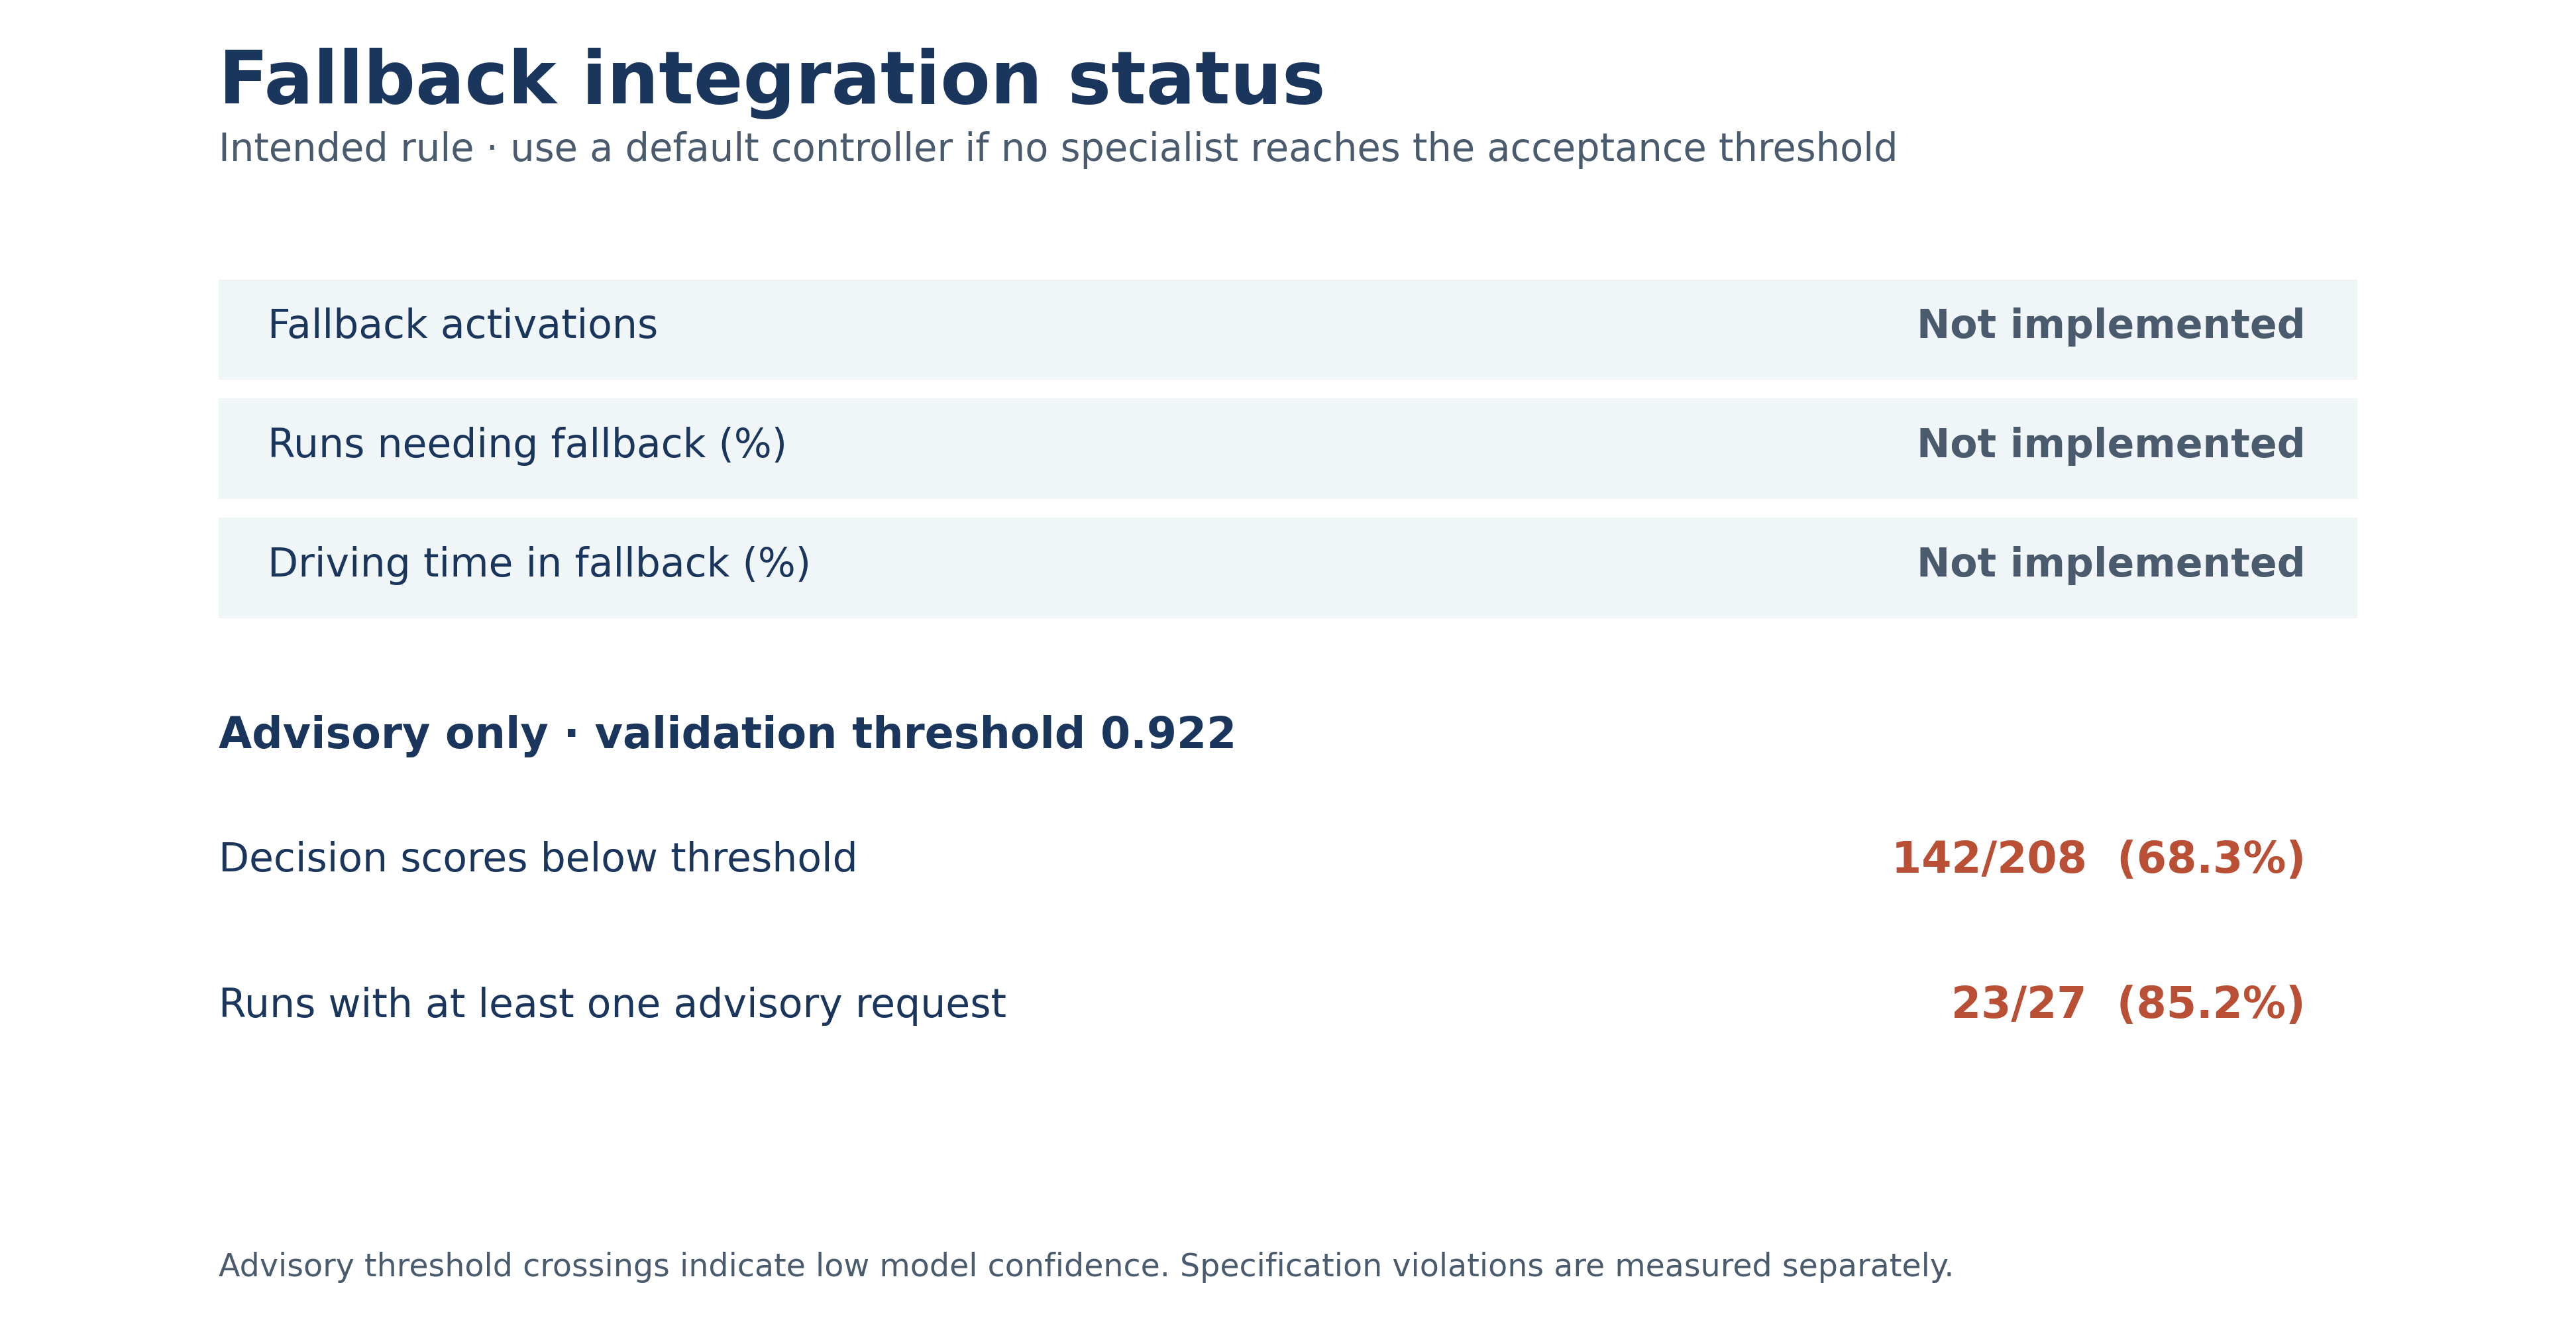 Fallback integration status
Intended rule · use a default controller if no specialist reaches the acceptance threshold
Fallback activations Not implemented
Runs needing fallback (%) Not implemented
Driving time in fallback (%) Not implemented
Advisory only · validation threshold 0.922
Decision scores below threshold 142/208 (68.3%)
Runs with at least one advisory request 23/27 (85.2%)
Advisory threshold crossings indicate low model confidence. Specification violations are measured separately.